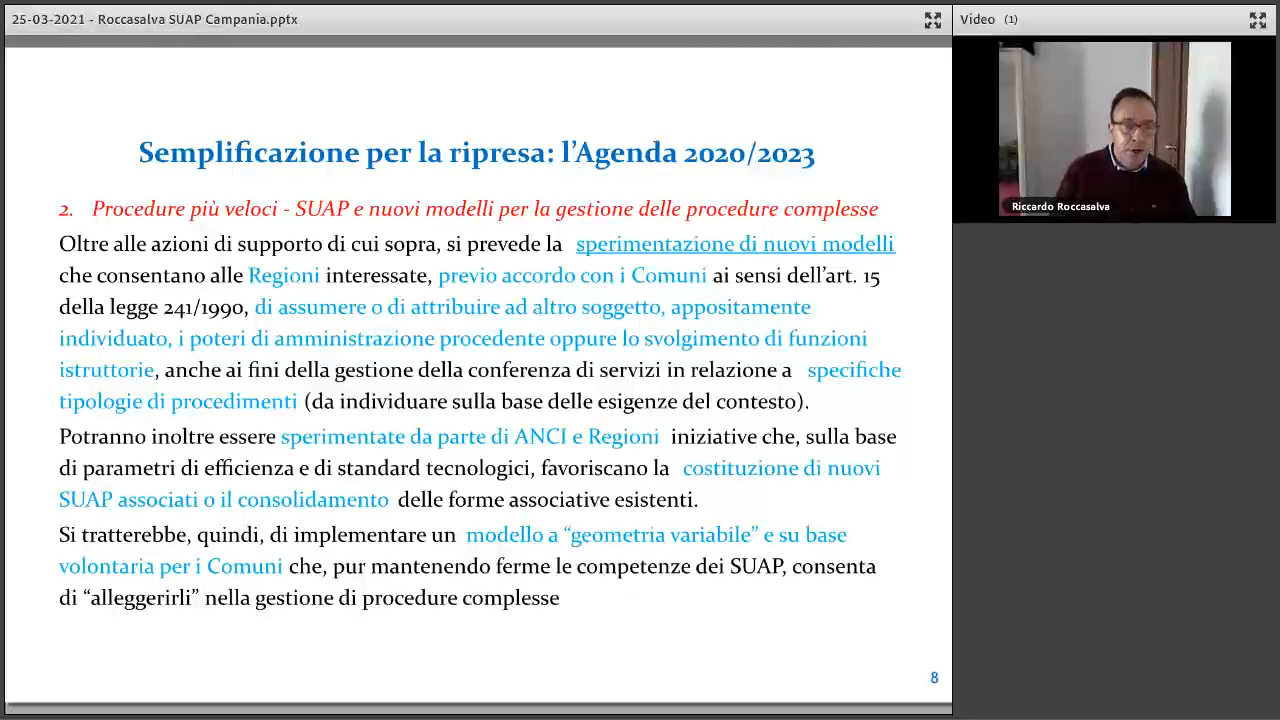 25-03-2021 - Roccasalva SUAP Campania.pptx
Video (1)
Riccardo Roccasalva
Semplificazione per la ripresa: l'Agenda 2020/2023
2. Procedure più veloci - SUAP e nuovi modelli per la gestione delle procedure complesse
Oltre alle azioni di supporto di cui sopra, si prevede la sperimentazione di nuovi modelli
che consentano alle Regioni interessate, previo accordo con i Comuni ai sensi dell'art. 15
della legge 241/1990, di assumere o di attribuire ad altro soggetto, appositamente
individuato, i poteri di amministrazione procedente oppure lo svolgimento di funzioni
istruttorie, anche ai fini della gestione della conferenza di servizi in relazione a specifiche
tipologie di procedimenti (da individuare sulla base delle esigenze del contesto).
Potranno inoltre essere sperimentate da parte di ANCI e Regioni iniziative che, sulla base
di parametri di efficienza e di standard tecnologici, favoriscano la costituzione di nuovi
SUAP associati o il consolidamento delle forme associative esistenti.
Si tratterebbe, quindi, di implementare un modello a “geometria variabile” e su base
volontaria per i Comuni che, pur mantenendo ferme le competenze dei SUAP, consenta
di “alleggerirli” nella gestione di procedure complesse
8